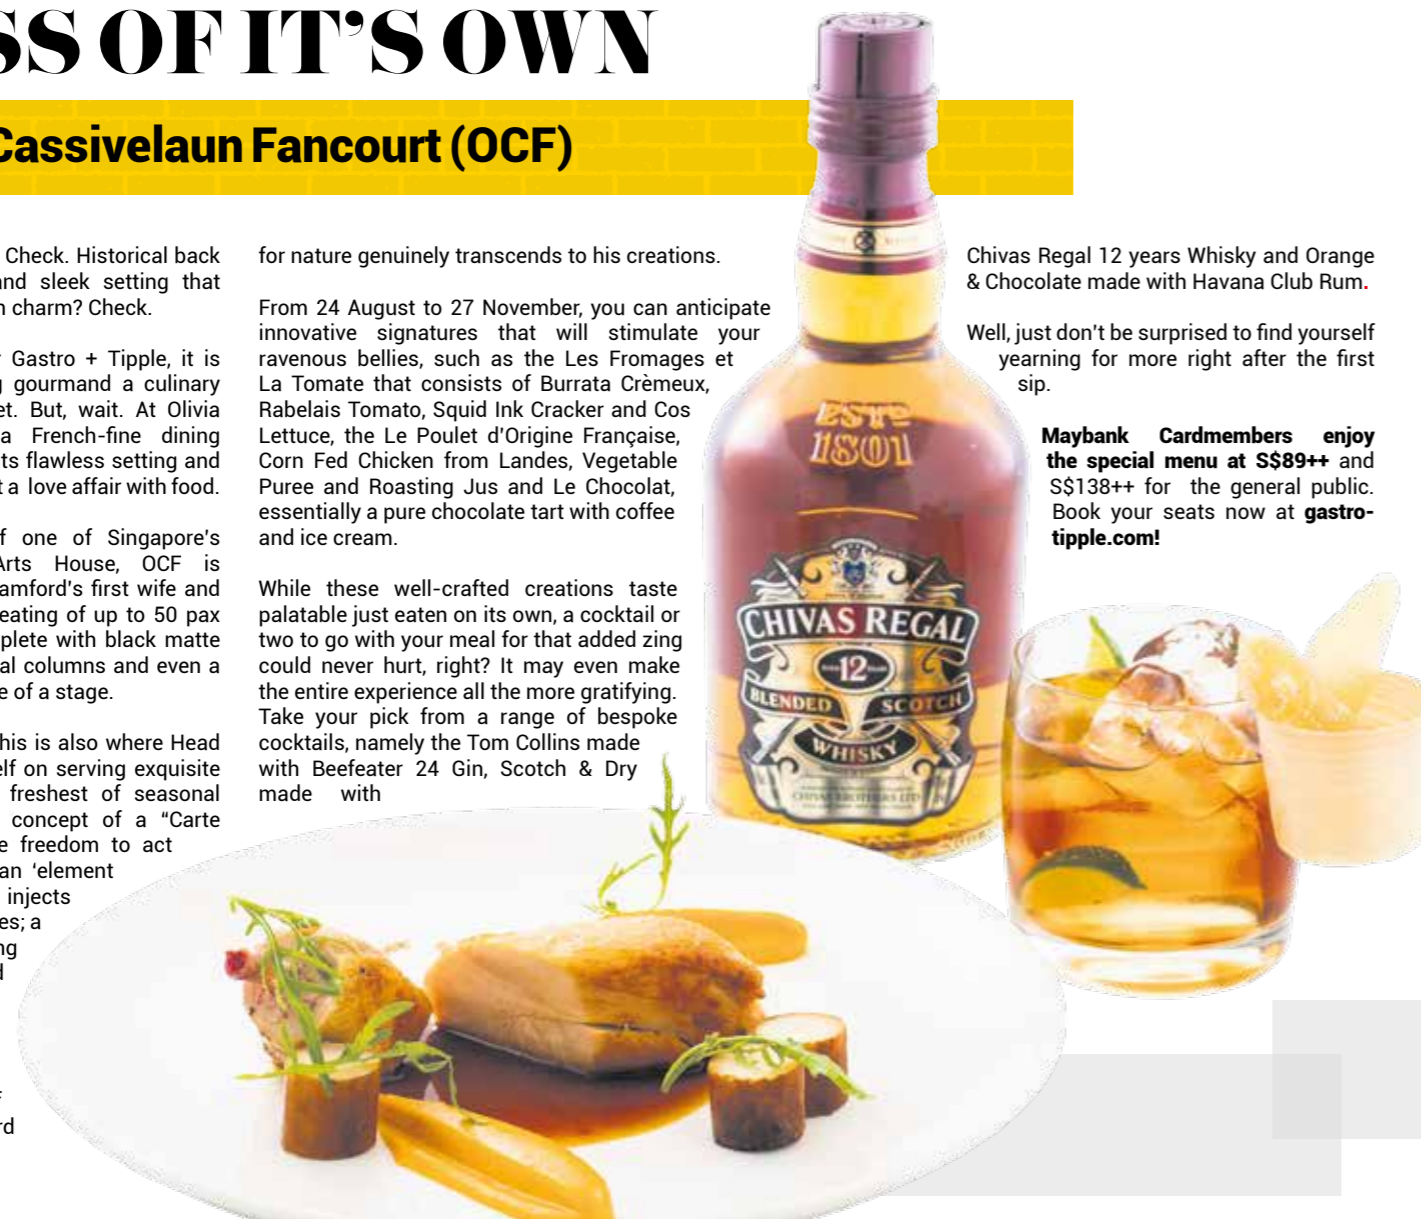 SS OF IT'S OWN
Cassivelaun Fancourt (OCF)
Check. Historical back
and sleek setting that
charm? Check.
Gastro + Tipple, it is
gourmand a culinary
But, wait. At Olivia
a French-fine dining
its flawless setting and
a love affair with food.
of one of Singapore's
Arts House, OCF is
first wife and
seating of up to 50 pax
with black matte
columns and even a
of a stage.
This is also where Head
on serving exquisite
freshest of seasonal
concept of a "Carte
freedom to act
an 'element
injects
a
for nature genuinely transcends to his creations.
From 24 August to 27 November, you can anticipate
innovative signatures that will stimulate your
ravenous bellies, such as the Les Fromages et
La Tomate that consists of Burrata Crèmeux,
Rabelais Tomato, Squid Ink Cracker and Cos
Lettuce, the Le Poulet d'Origine Française,
Corn Fed Chicken from Landes, Vegetable
Puree and Roasting Jus and Le Chocolat,
essentially a pure chocolate tart with coffee
and ice cream.
While these well-crafted creations taste
palatable just eaten on its own, a cocktail or
two to go with your meal for that added zing
could never hurt, right? It may even make
the entire experience all the more gratifying.
Take your pick from a range of bespoke
cocktails, namely the Tom Collins made
with Beefeater 24 Gin, Scotch & Dry
made with
Chivas Regal 12 years Whisky and Orange
& Chocolate made with Havana Club Rum.
Well, just don't be surprised to find yourself
yearning for more right after the first
sip.
Maybank Cardmembers enjoy
the special menu at S$89++ and
S$138++ for the general public.
Book your seats now at gastro-
tipple.com!
ESTD
1801
CHIVAS REGAL
12
BLENDED SCOTCH
WHISKY
CHIVAS BROTHERS LTD